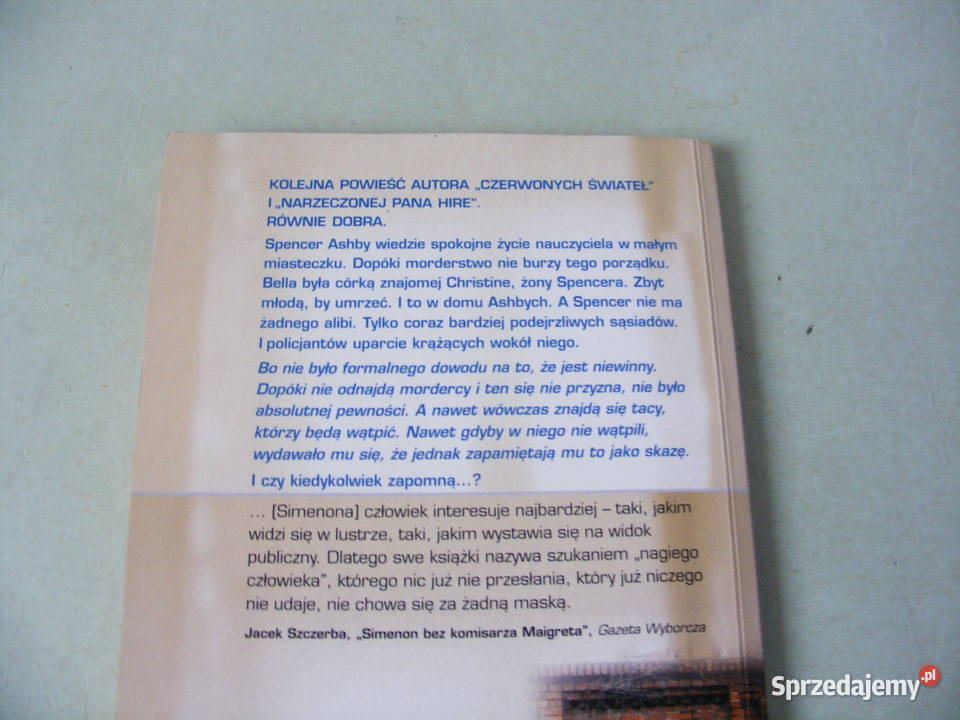 KOLEJNA POWIEŚĆ AUTORA „CZERWONYCH ŚWIATEŁ”
I „NARZECZONEJ PANA HIRE”.
RÓWNIE DOBRA.
Spencer Ashby wiedzie spokojne życie nauczyciela w małym
miasteczku. Dopóki morderstwo nie burzy tego porządku.
Bella była córką znajomej Christine, żony Spencera. Zbyt
młodą, by umrzeć. I to w domu Ashbych. A Spencer nie ma
żadnego alibi. Tylko coraz bardziej podejrzliwych sąsiadów.
I policjantów uparcie krążących wokół niego.
Bo nie było formalnego dowodu na to, że jest niewinny.
Dopóki nie odnajdą mordercy i ten się nie przyzna, nie było
absolutnej pewności. A nawet wówczas znajdą się tacy,
którzy będą wątpić. Nawet gdyby w niego nie wątpili,
wydawało mu się, że jednak zapamiętają mu to jako skazę.
I czy kiedykolwiek zapomną...?
... [Simenona] człowiek interesuje najbardziej – taki, jakim
widzi się w lustrze, taki, jakim wystawia się na widok
publiczny. Dlatego swe książki nazywa szukaniem „nagiego
człowieka”, którego nic już nie przesłania, który już niczego
nie udaje, nie chowa się za żadną maską.
Jacek Szczerba, „Simenon bez komisarza Maigreta”, Gazeta Wyborcza
Sprzedajemy.pl